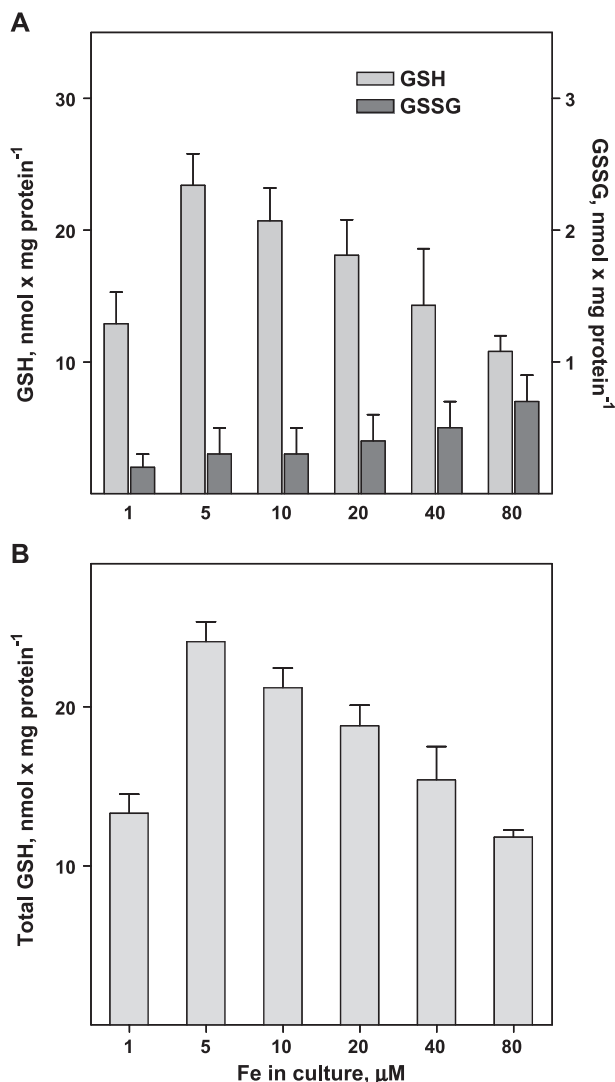 A
GSH
GSSG
GSH, nmol x mg protein⁻¹
30
20
10
GSSG, nmol x mg protein⁻¹
3
2
1
1 5 10 20 40 80
B
Total GSH, nmol x mg protein⁻¹
20
10
1 5 10 20 40 80
Fe in culture, μM